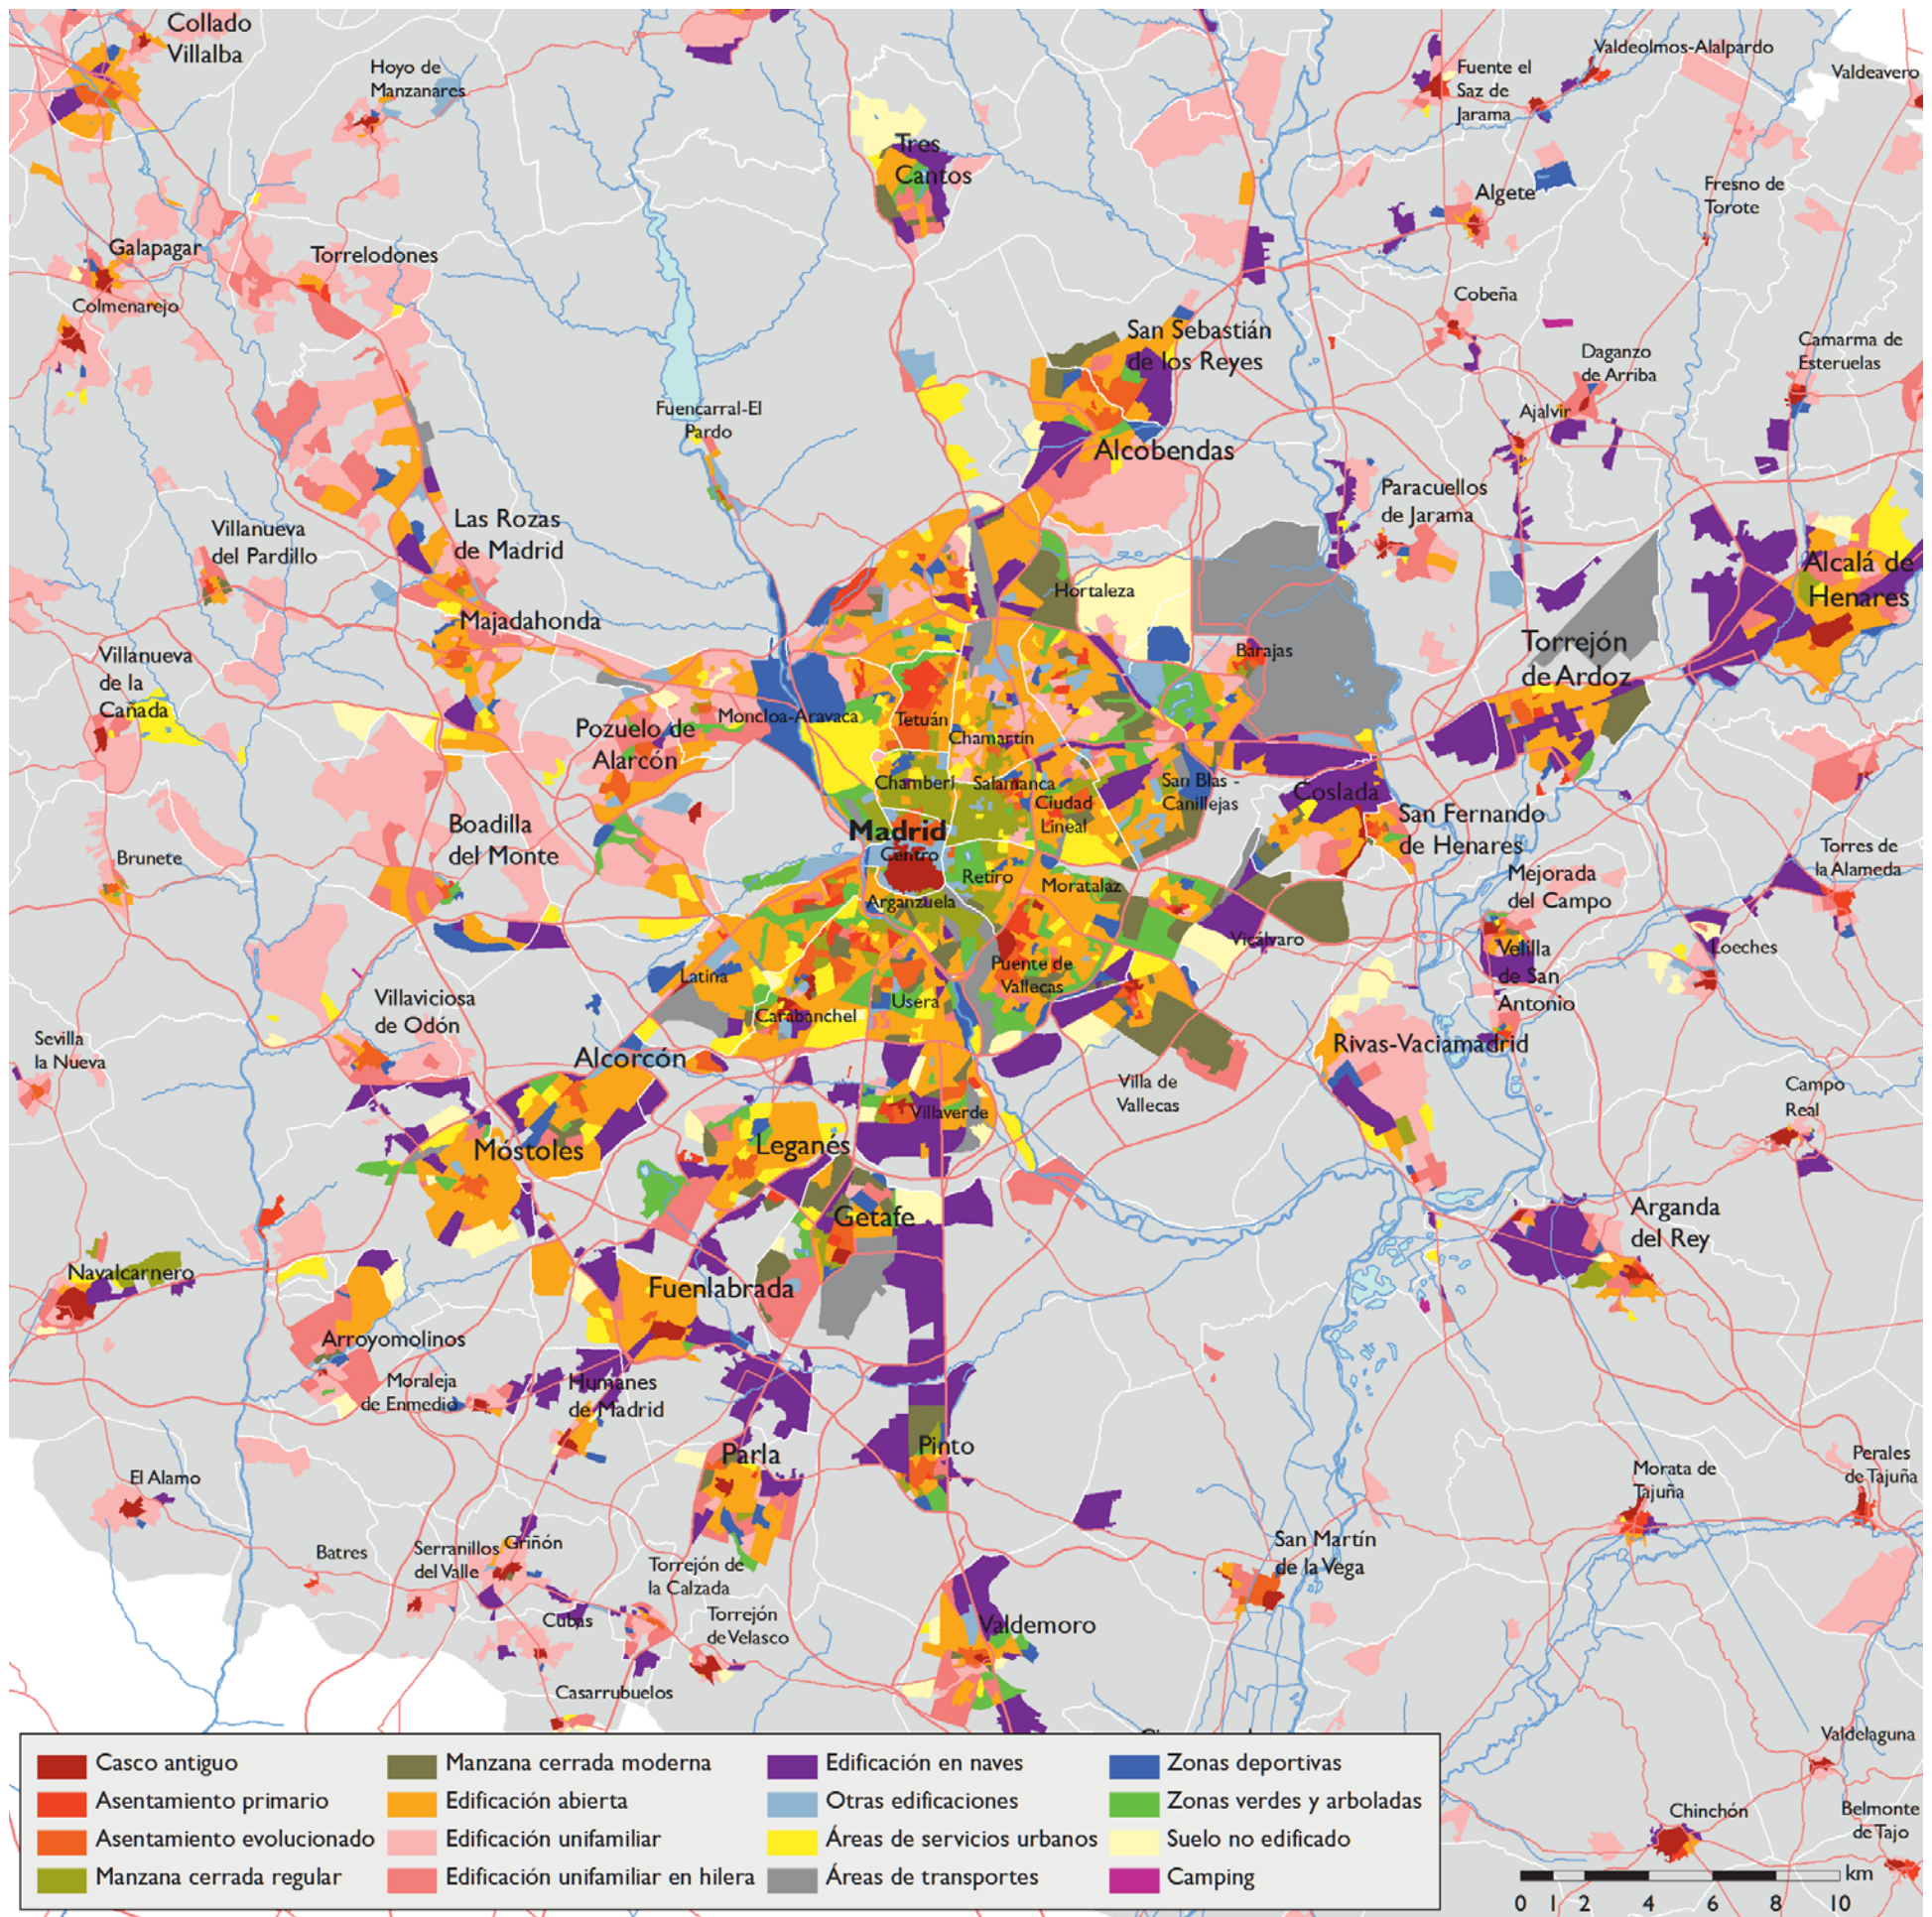 Collado
Villalba
Hoyo de
Manzanares
Valdeolmos-Alalpardo
Fuente el
Saz de
Jarama
Valdeavero
Tres
Cantos
Algete
Fresno de
Torote
Galapagar
Torrelodones
Colmenarejo
Cobeña
San Sebastián
de los Reyes
Camarma de
Esteruelas
Daganzo
de Arriba
Fuencarral-El
Pardo
Ajalvir
Alcobendas
Paracuellos
de Jarama
Las Rozas
de Madrid
Villanueva
del Pardillo
Alcalá de
Henares
Hortaleza
Majadahonda
Torrejón
de Ardoz
Barajas
Villanueva
de la
Cañada
Moncloa-Aravaca
Tetuán
Pozuelo de
Alarcón
Chamartín
Chamberí
Salamanca
San Blas -
Canillejas
Coslada
Ciudad
Lineal
San Fernando
de Henares
Madrid
Centro
Boadilla
del Monte
Brunete
Torres de
la Alameda
Retiro
Moratalaz
Mejorada
del Campo
Arganzuela
Vicálvaro
Loeches
Velilla
de San
Antonio
Latina
Puente de
Vallecas
Usera
Carabanchel
Villaviciosa
de Odón
Sevilla
la Nueva
Alcorcón
Rivas-Vaciamadrid
Villa de
Vallecas
Campo
Real
Villaverde
Móstoles
Leganés
Getafe
Arganda
del Rey
Navalcarnero
Fuenlabrada
Arroyomolinos
Moraleja
de Enmedio
Humanes
de Madrid
Parla
Pinto
El Alamo
Morata de
Tajuña
Perales
de Tajuña
Batres
Serranillos
del Valle
Griñón
San Martín
de la Vega
Torrejón de
la Calzada
Cubas
Torrejón
de Velasco
Valdemoro
Casarrubuelos
Valdelaguna
Chinchón
Belmonte
de Tajo
Casco antiguo
Asentamiento primario
Asentamiento evolucionado
Manzana cerrada regular
Manzana cerrada moderna
Edificación abierta
Edificación unifamiliar
Edificación unifamiliar en hilera
Edificación en naves
Otras edificaciones
Áreas de servicios urbanos
Áreas de transportes
Zonas deportivas
Zonas verdes y arboladas
Suelo no edificado
Camping
km
0 1 2 4 6 8 10